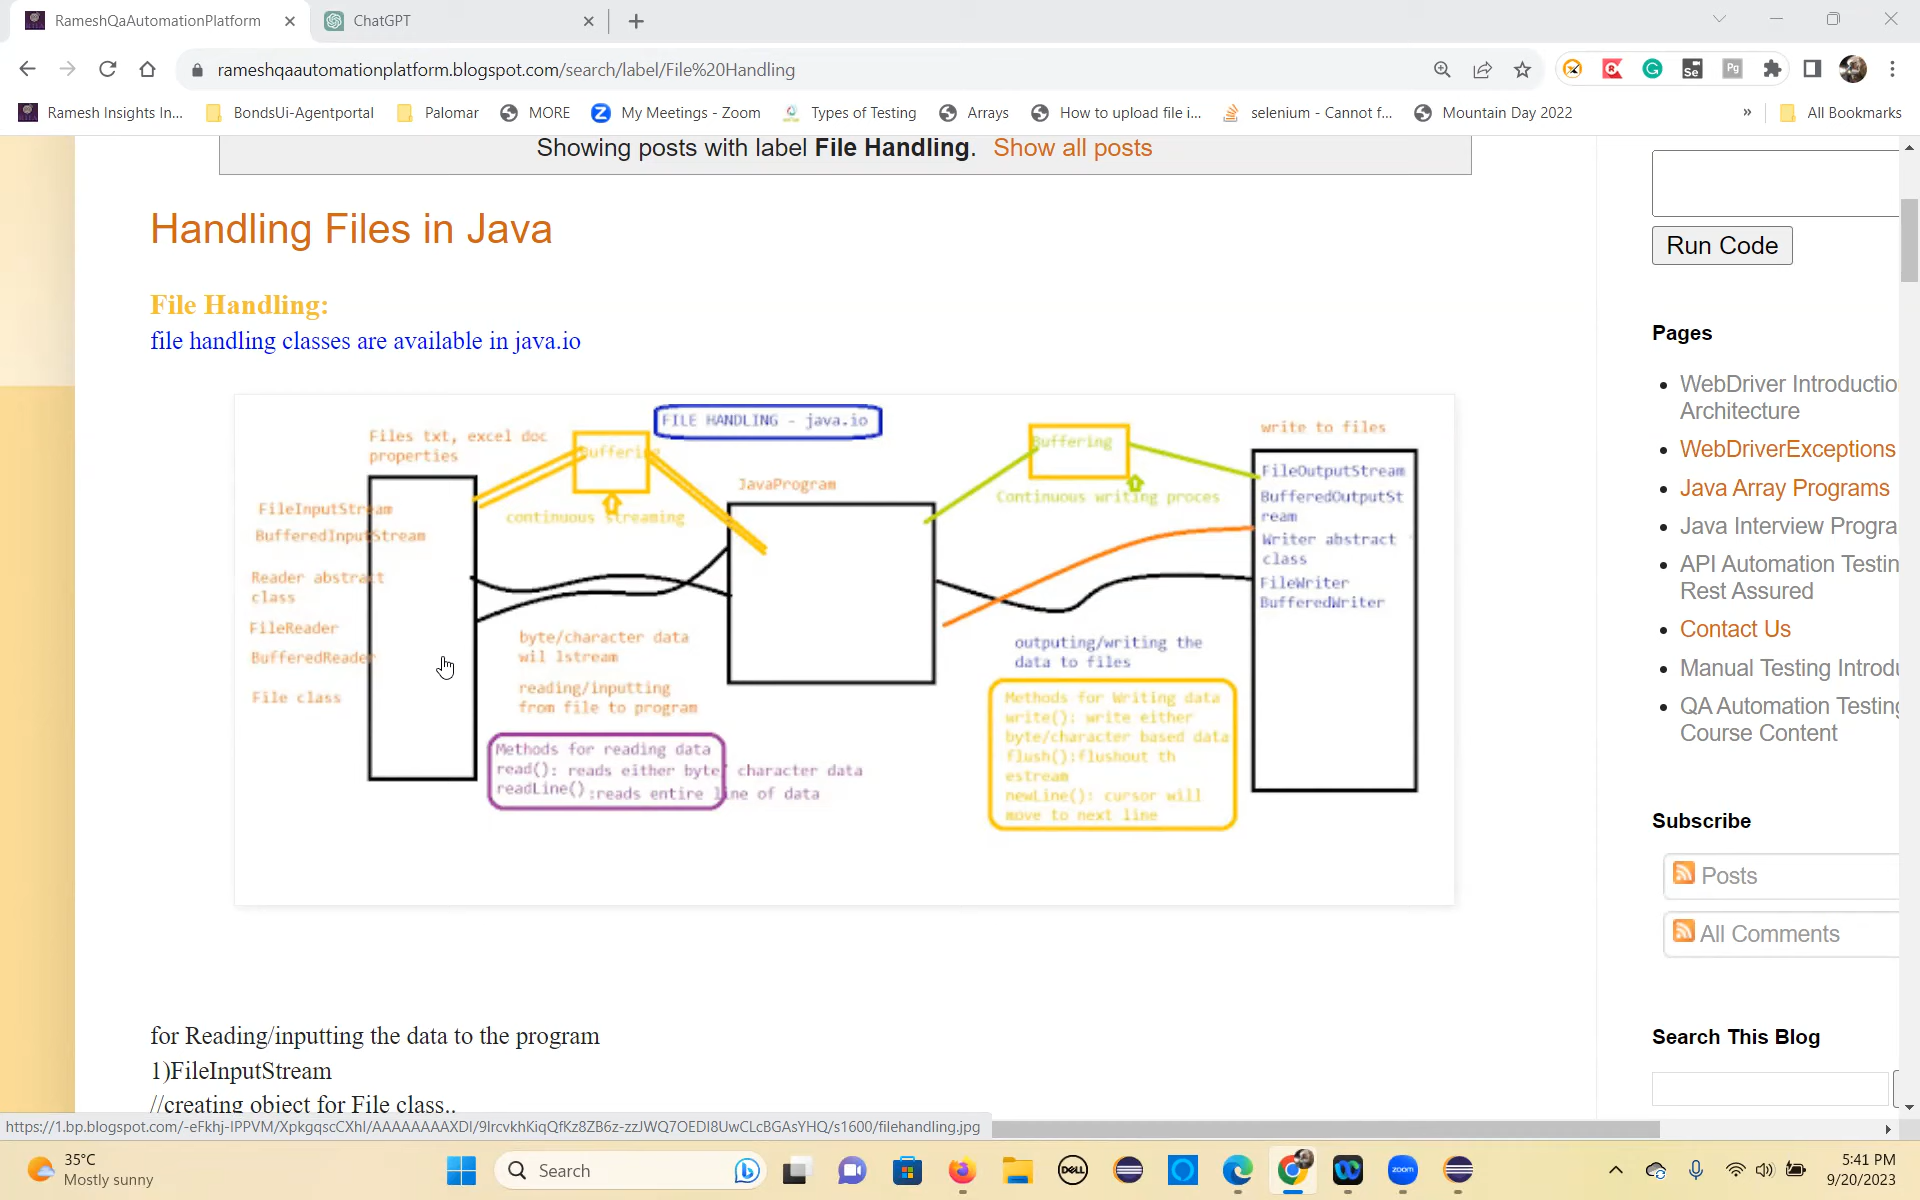 RameshQaAutomationPlatform
ChatGPT
rameshqaautomationplatform.blogspot.com/search/label/File%20Handling
Ramesh Insights In...
BondsUi-Agentportal
Palomar
MORE
My Meetings - Zoom
Types of Testing
Arrays
How to upload file i...
selenium - Cannot f...
Mountain Day 2022
»
All Bookmarks
Showing posts with label File Handling. Show all posts
Handling Files in Java
File Handling:
file handling classes are available in java.io
FILE HANDLING - java.io
Files txt, excel doc
properties
Buffering
continuous streaming
JavaProgram
Buffering
Continuous writing proces
write to files
FileInputStream
BufferedInputStream
Reader abstract
class
FileReader
BufferedReader
File class
byte/character data
wil lstream
reading/inputting
from file to program
Methods for reading data
read(): reads either byte/ character data
readLine():reads entire line of data
outputing/writing the
data to files
Methods for Writing data
write(): write either
byte/character based data
flush():flushout th
estream
newLine(): cursor will
move to next line
FileOutputStream
BufferedOutputSt
ream
Writer abstract
class
FileWriter
BufferedWriter
for Reading/inputting the data to the program
1)FileInputStream
//creating object for File class..
Run Code
Pages
WebDriver Introductio
Architecture
WebDriverExceptions
Java Array Programs
Java Interview Progra
API Automation Testin
Rest Assured
Contact Us
Manual Testing Introdu
QA Automation Testing
Course Content
Subscribe
Posts
All Comments
Search This Blog
https://1.bp.blogspot.com/-eFkhj-IPPVM/XpkgqscCXhI/AAAAAAAAXDI/9IrcvkhKiqQfKz8ZB6z-zzJWQ7OEDI8UwCLcBGAsYHQ/s1600/filehandling.jpg
35°C
Mostly sunny
Search
DELL
zoom
5:41 PM
9/20/2023